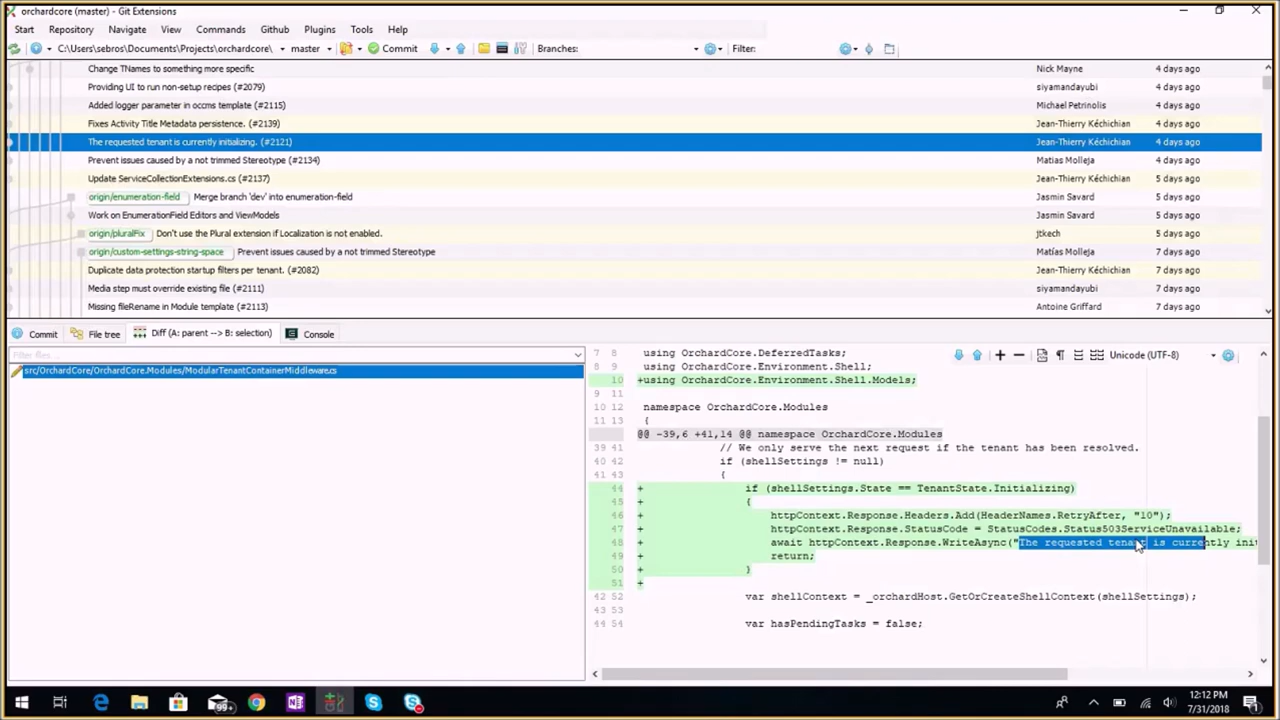 orchardcore (master) - Git Extensions
Start Repository Navigate View Commands Github Plugins Tools Help
C:\Users\sebros\Documents\Projects\orchardcore\ master Commit Branches: Filter:
Change TNames to something more specific Nick Mayne 4 days ago
Providing UI to run non-setup recipes (#2079) siyamandayubi 4 days ago
Added logger parameter in occms template (#2115) Michael Petrinolis 4 days ago
Fixes Activity Title Metadata persistence. (#2139) Jean-Thierry Kéchichian 4 days ago
The requested tenant is currently initializing. (#2121) Jean-Thierry Kéchichian 4 days ago
Prevent issues caused by a not trimmed Stereotype (#2134) Matias Molleja 4 days ago
Update ServiceCollectionExtensions.cs (#2137) Jean-Thierry Kéchichian 5 days ago
origin/enumeration-field Merge branch 'dev' into enumeration-field Jasmin Savard 5 days ago
Work on EnumerationField Editors and ViewModels Jasmin Savard 5 days ago
origin/pluralFix Don't use the Plural extension if Localization is not enabled. jtkech 5 days ago
origin/custom-settings-string-space Prevent issues caused by a not trimmed Stereotype Matías Molleja 7 days ago
Duplicate data protection startup filters per tenant. (#2082) Jean-Thierry Kéchichian 7 days ago
Media step must override existing file (#2111) siyamandayubi 7 days ago
Missing fileRename in Module template (#2113) Antoine Griffard 7 days ago
Commit File tree Diff (A: parent --> B: selection) Console
Filter files ...
Unicode (UTF-8)
src/OrchardCore/OrchardCore.Modules/ModularTenantContainerMiddleware.cs
7 8 using OrchardCore.DeferredTasks;
8 9 using OrchardCore.Environment.Shell;
10 +using OrchardCore.Environment.Shell.Models;
9 11
10 12 namespace OrchardCore.Modules
11 13 {
@@ -39,6 +41,14 @@ namespace OrchardCore.Modules
39 41 // We only serve the next request if the tenant has been resolved.
40 42 if (shellSettings != null)
41 43 {
44 + if (shellSettings.State == TenantState.Initializing)
45 + {
46 + httpContext.Response.Headers.Add(HeaderNames.RetryAfter, "10");
47 + httpContext.Response.StatusCode = StatusCodes.Status503ServiceUnavailable;
48 + await httpContext.Response.WriteAsync("The requested tenant is currently init
49 + return;
50 + }
51 +
42 52 var shellContext = _orchardHost.GetOrCreateShellContext(shellSettings);
43 53
44 54 var hasPendingTasks = false;
99+
12:12 PM
7/31/2018